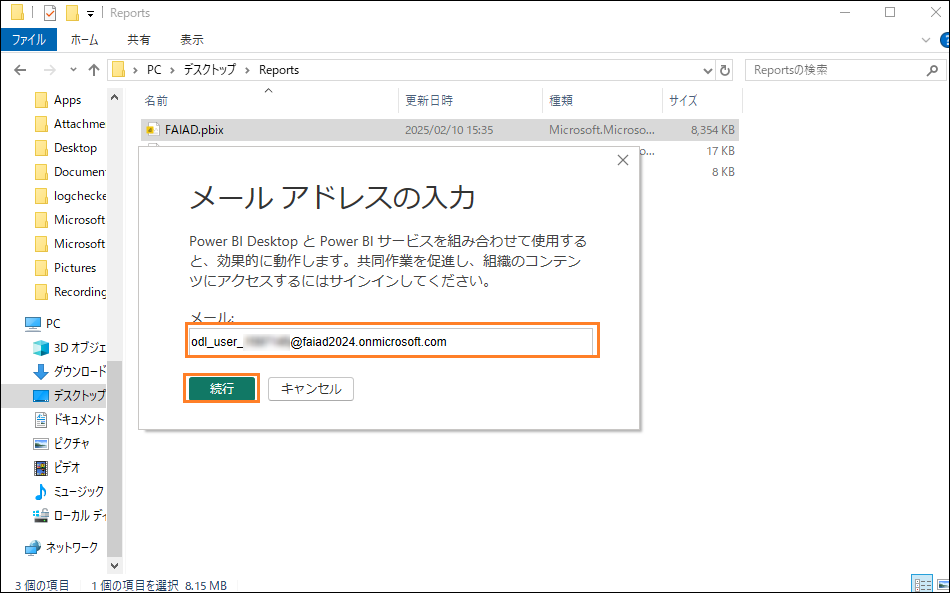 Reports
ファイル ホーム 共有 表示
PC デスクトップ Reports Reportsの検索
名前 更新日時 種類 サイズ
Apps
FAIAD.pbix 2025/02/10 15:35 Microsoft.Microso... 8,354 KB
Attachme
17 KB
Desktop
8 KB
Documen
logchecke
Microsoft
Microsoft
Pictures
Recording
PC
3D オブジェ
ダウンロード
デスクトップ
ドキュメント
ピクチャ
ビデオ
ミュージック
ローカル ディ
ネットワーク
メール アドレスの入力
Power BI Desktop と Power BI サービスを組み合わせて使用する
と、効果的に動作します。共同作業を促進し、組織のコンテン
ツにアクセスするにはサインインしてください。
メール:
odl_user_ @faiad2024.onmicrosoft.com
続行 キャンセル
3 個の項目 1 個の項目を選択 8.15 MB